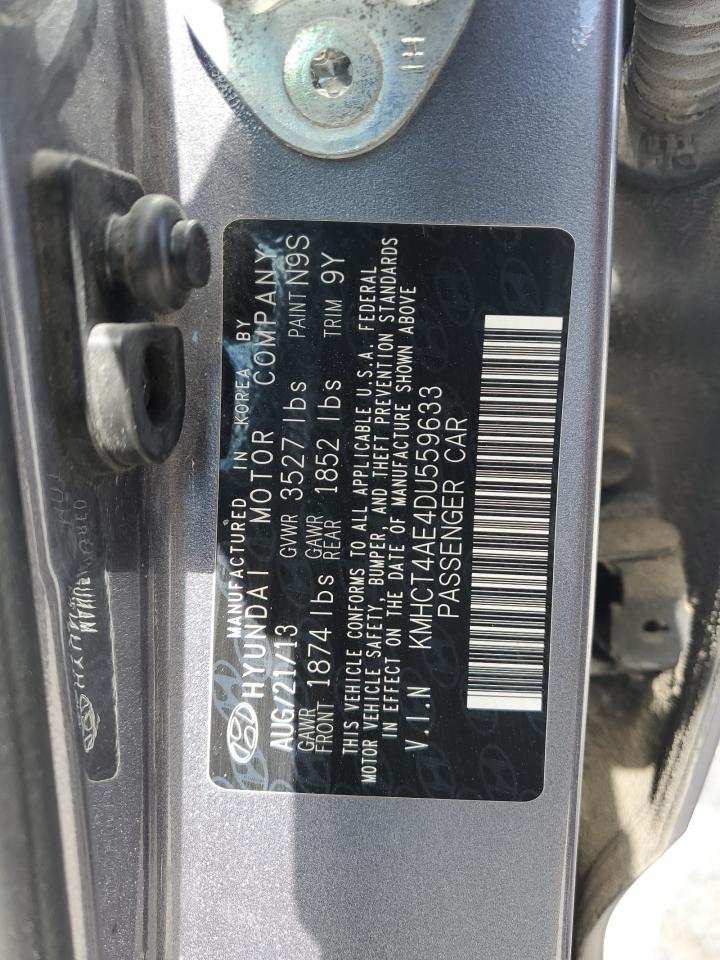 MANUFACTURED IN KOREA BY
HYUNDAI MOTOR COMPANY
AUG/21/13 GVWR 3527 lbs PAINT N9S
GAWR FRONT 1874 lbs GAWR REAR 1852 lbs TRIM 9Y
THIS VEHICLE CONFORMS TO ALL APPLICABLE U.S.A. FEDERAL
MOTOR VEHICLE SAFETY, BUMPER, AND THEFT PREVENTION STANDARDS
IN EFFECT ON THE DATE OF MANUFACTURE SHOWN ABOVE
V.I.N KMHCT4AE4DU559633
PASSENGER CAR